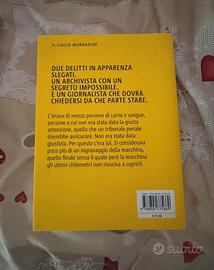 IL GIALLO MONDADORI
DUE DELITTI IN APPARENZA
SLEGATI.
UN ARCHIVISTA CON UN
SEGRETO IMPOSSIBILE.
E UN GIORNALISTA CHE DOVRÀ
CHIEDERSI DA CHE PARTE STARE.
C'erano di mezzo persone di carne e sangue,
persone a cui non era stata data la giusta
attenzione, quella che un tribunale penale
dovrebbe assicurare. Non era stata data
giustizia. Per questo c'era lui. Si considerava
poco più di un ingranaggio della macchina,
quello finale senza il quale però la macchina
gli ultimi chilometri non riusciva a coprirli.
subito